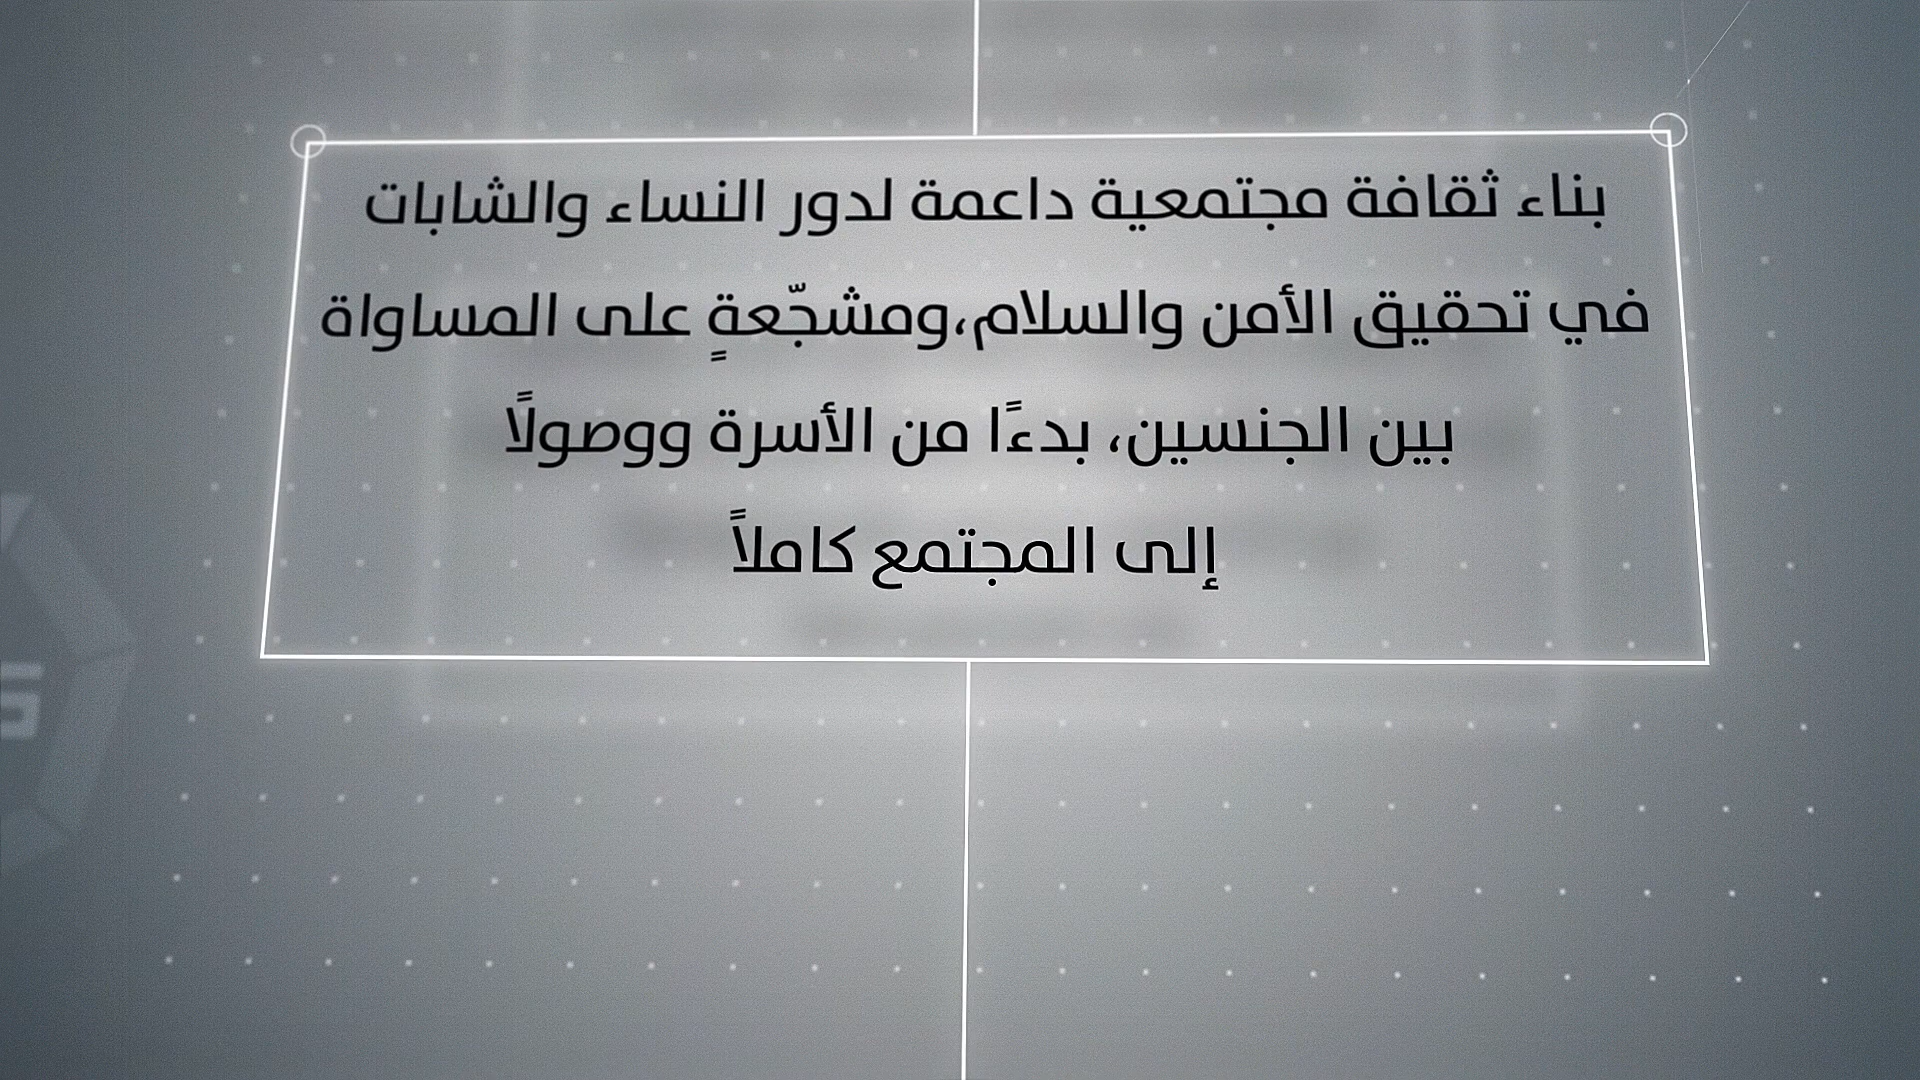 بناء ثقافة مجتمعية داعمة لدور النساء والشابات
في تحقيق الأمن والسلام،ومشجّعةٍ على المساواة
بين الجنسين، بدءًا من الأسرة ووصولًا
إلى المجتمع كاملاً